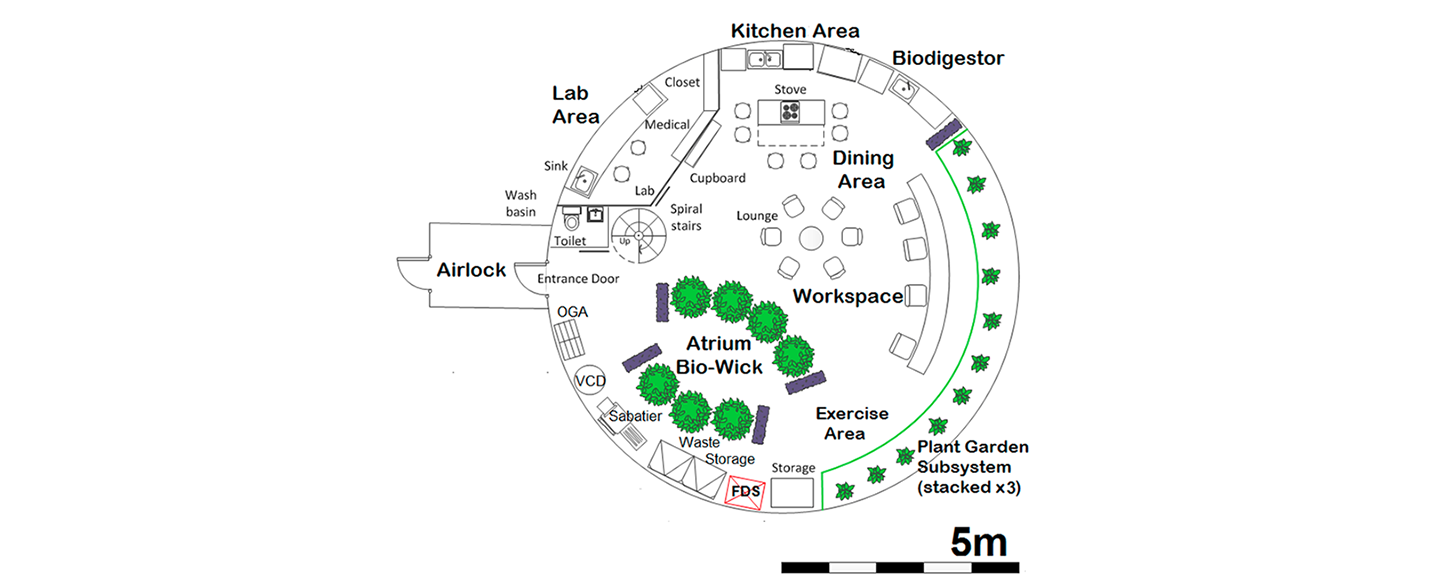 Kitchen Area
Biodigestor
Closet
Stove
Lab
Area
Medical
Dining
Area
Sink
Cupboard
Lab
Wash
basin
Spiral
stairs
Lounge
Toilet
Up
Airlock
Entrance Door
Workspace
OGA
Atrium
Bio-Wick
VCD
Sabatier
Exercise
Area
Waste
Storage
Plant Garden
Subsystem
(stacked x3)
Storage
FDS
5m